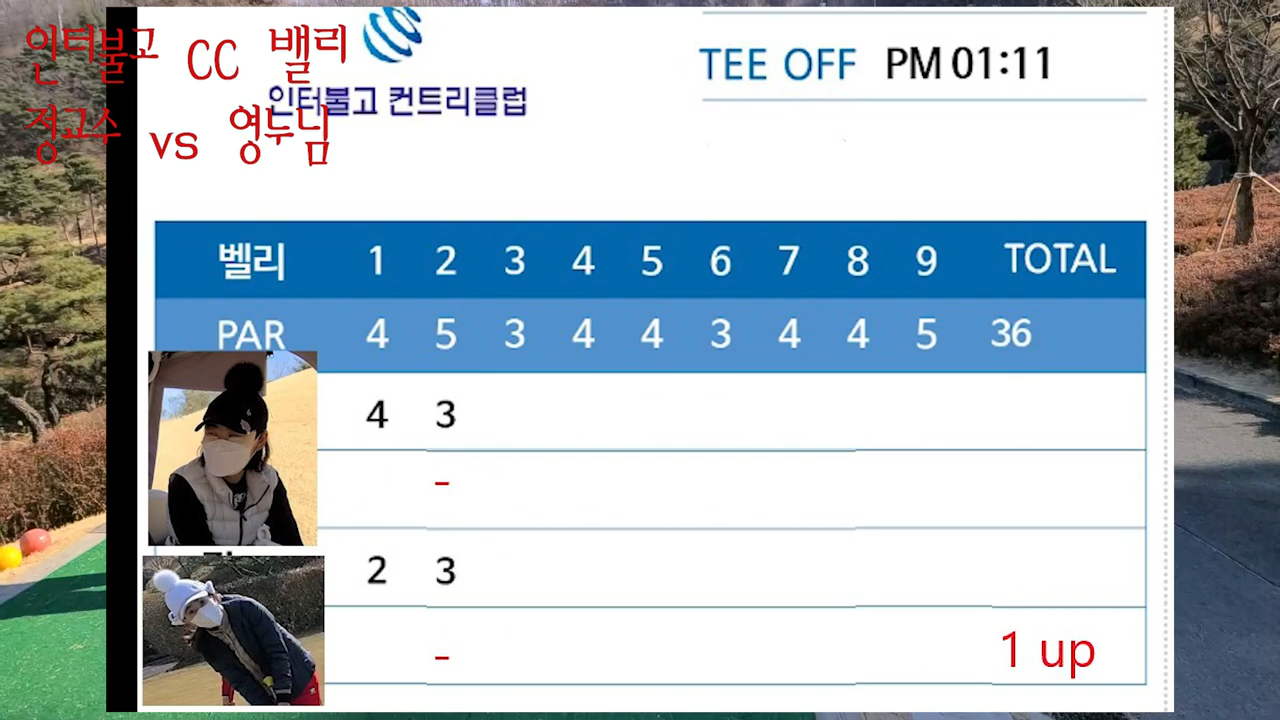 인터불고 CC 밸리
정교수 vs 영누님
인터불고 컨트리클럽
TEE OFF PM 01:11
벨리 1 2 3 4 5 6 7 8 9 TOTAL
PAR 4 5 3 4 4 3 4 4 5 36
4 3
-
2 3
- 1 up